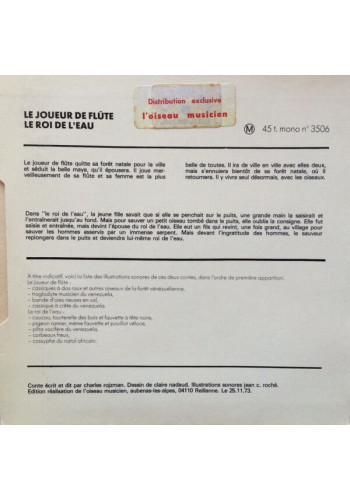 LE JOUEUR DE FLÛTE
LE ROI DE L'EAU
Distribution exclusive
l'oiseau musicien
M 45 t. mono n° 3506
Le joueur de flûte quitte sa forêt natale pour la ville
et séduit la belle maya, qu'il épousera. Il joue mer-
veilleusement de sa flûte et sa femme est la plus
belle de toutes. Il ira de ville en ville avec elles deux,
mais s'ennuiera bientôt de sa forêt natale, où il
retournera. Il y vivra seul désormais, avec les oiseaux.
Dans "le roi de l'eau", la jeune fille savait que si elle se penchait sur le puits, une grande main la saisirait et
l'entraînerait jusqu'au fond. Mais pour sauver un petit oiseau tombé dans le puits, elle oublia la consigne. Elle fut
saisie et entraînée, mais devint l'épouse du roi de l'eau. Elle eut un fils qui revint, une fois grand, au village pour
sauver les hommes asservis par un immense serpent. Mais devant l'ingratitude des hommes, le sauveur
replongera dans le puits et deviendra lui-même roi de l'eau.
A titre indicatif, voici la liste des illustrations sonores de ces deux contes, dans l'ordre de première apparition.
Le Joueur de flûte :
– cassiques à dos roux et autres oiseaux de la forêt vénézuélienne,
– troglodyte musicien du venezuela,
– bande d'oies neuves en vol,
– cassique à crête du venezuela.
Le roi de l'eau :
– coucou, tourterelle des bois et fauvette à tête noire,
– pigeon ramier, même fauvette et pouillot véloce,
– piha vocifère du venezuela,
– corbeaux freux,
– cossyphe du natal africain.
Conte écrit et dit par charles rojzman. Dessin de claire nadaud. Illustrations sonores jean c. roché.
Edition réalisation de l'oiseau musicien, aubenas-les-alpes, 04110 Reillanne. Le 25.11.73.